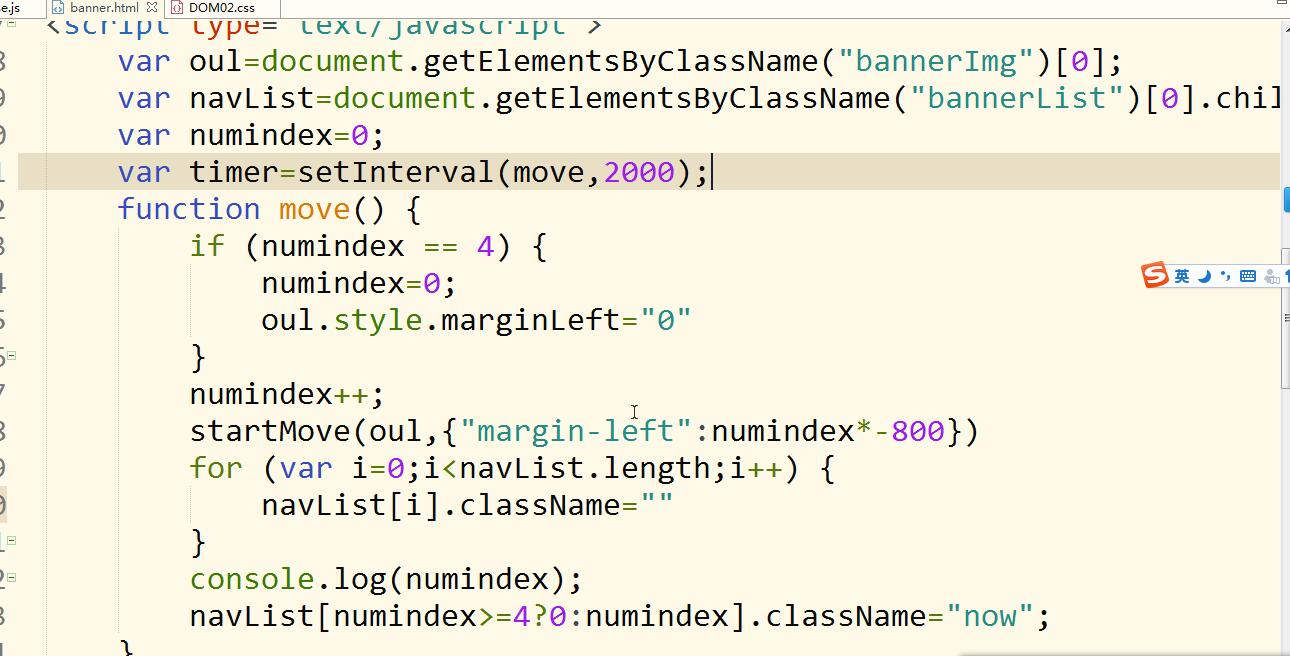 e.js banner.html DOM02.css
<script type="text/javascript">
var oul=document.getElementsByClassName("bannerImg")[0];
var navList=document.getElementsByClassName("bannerList")[0].chil
var numindex=0;
var timer=setInterval(move,2000);
function move() {
if (numindex == 4) {
numindex=0;
oul.style.marginLeft="0"
}
numindex++;
startMove(oul,{"margin-left":numindex*-800})
for (var i=0;i<navList.length;i++) {
navList[i].className=""
}
console.log(numindex);
navList[numindex>=4?0:numindex].className="now";
}
英